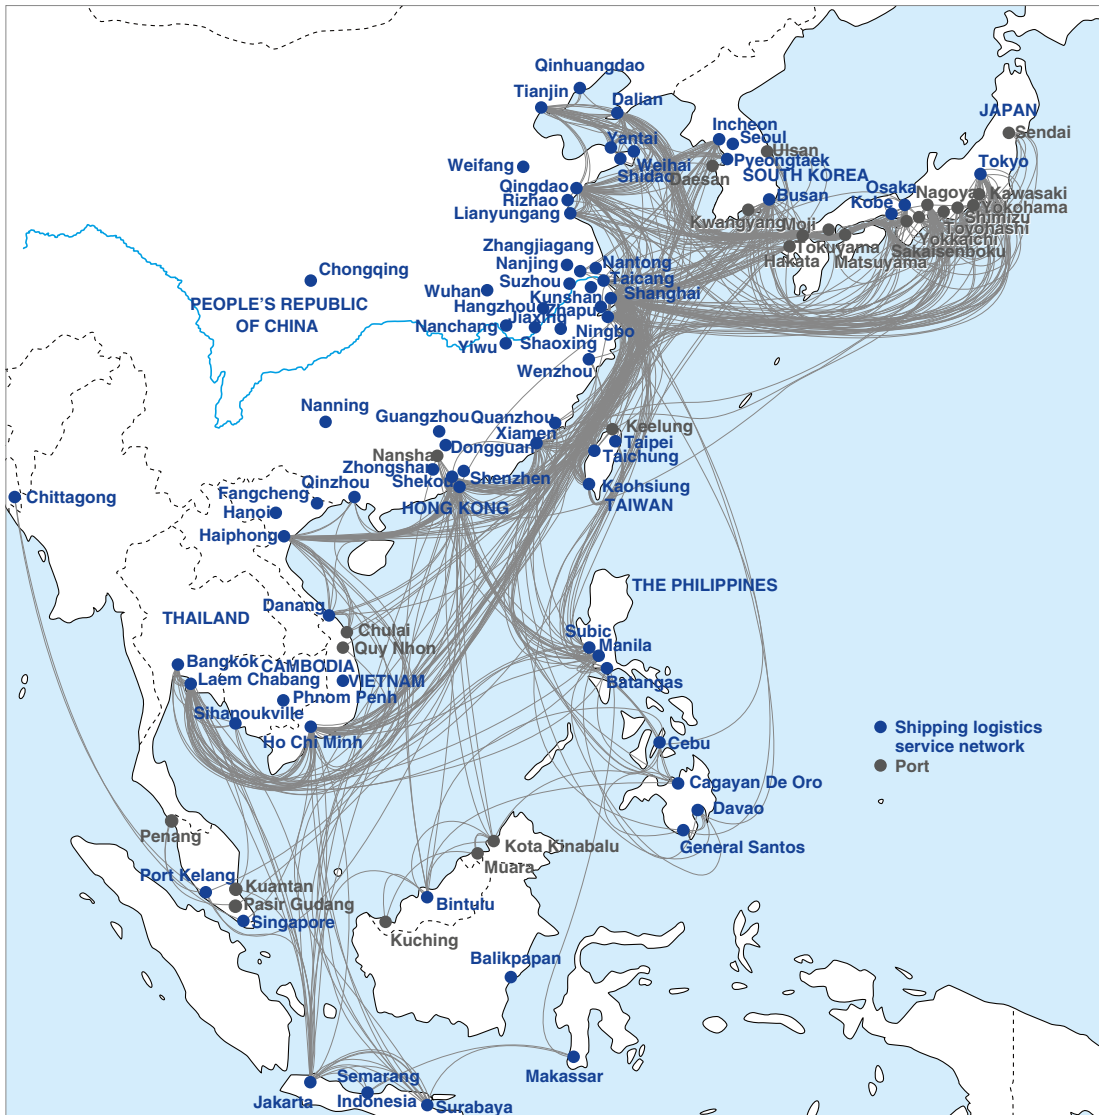 Qinhuangdao
Tianjin
Dalian
JAPAN
Incheon
Sendai
Seoul
Yantai
Ulsan
Weifang
Weihai
Pyeongtaek
Tokyo
Shidao
Daesan
SOUTH KOREA
Qingdao
Osaka
Nagoya
Kawasaki
Rizhao
Busan
Kobe
Yokohama
Lianyungang
Shimizu
Kwangyang
Moji
Toyohashi
Yokkaichi
Zhangjiagang
Tokuyama
Sakaisenboku
Hakata
Matsuyama
Nanjing
Nantong
Chongqing
Suzhou
Taicang
Wuhan
Kunshan
Shanghai
PEOPLE'S REPUBLIC
OF CHINA
Hangzhou
Zhapu
Jiaxing
Nanchang
Ningbo
Yiwu
Shaoxing
Wenzhou
Nanning
Guangzhou
Quanzhou
Keelung
Xiamen
Taipei
Dongguan
Nansha
Taichung
Zhongshan
Shekou
Shenzhen
Qinzhou
Kaohsiung
Chittagong
Fangcheng
HONG KONG
TAIWAN
Hanoi
Haiphong
THE PHILIPPINES
Danang
THAILAND
Chulai
Subic
Quy Nhon
Manila
Bangkok
CAMBODIA
Laem Chabang
VIETNAM
Batangas
Phnom Penh
Sihanoukville
Shipping logistics
service network
Ho Chi Minh
Cebu
Port
Cagayan De Oro
Davao
Penang
Kota Kinabalu
General Santos
Muara
Port Kelang
Kuantan
Pasir Gudang
Bintulu
Singapore
Kuching
Balikpapan
Semarang
Makassar
Jakarta
Indonesia
Surabaya